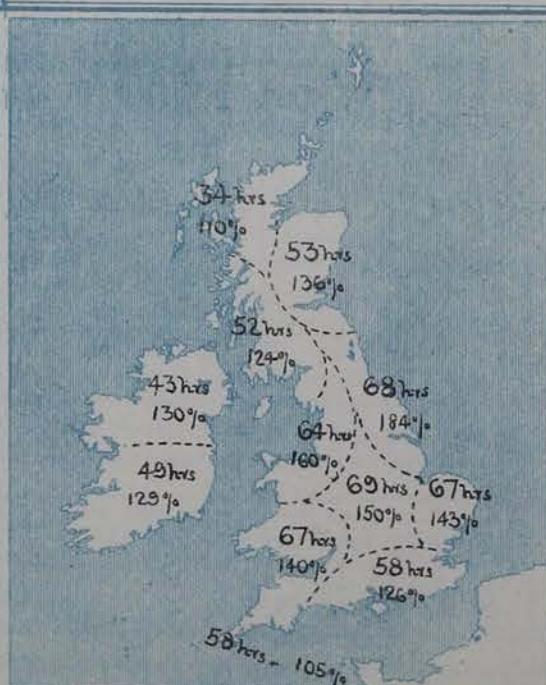 34 hrs
110%
53 hrs
136%
52 hrs
124%
43 hrs
130%
68 hrs
184%
64 hrs
160%
49 hrs
129%
69 hrs
150%
67 hrs
143%
67 hrs
140%
58 hrs
126%
58 hrs - 105%